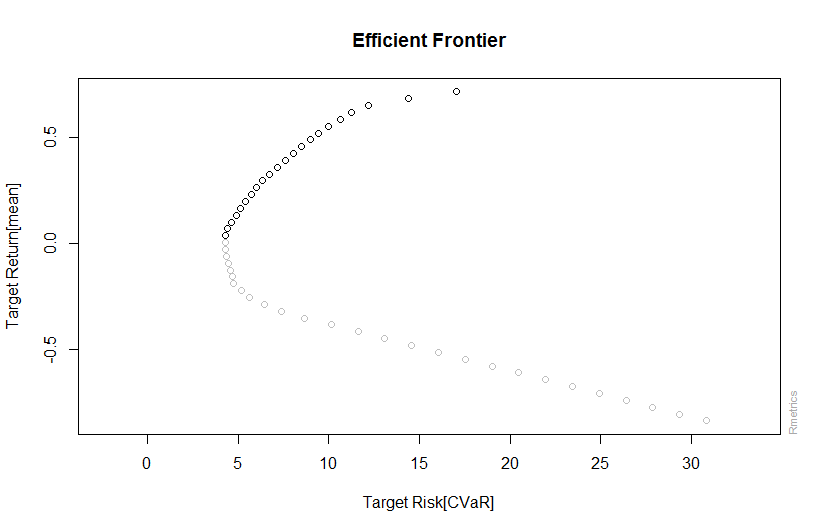 Efficient Frontier
Target Return[mean]
0.5
0.0
-0.5
0 5 10 15 20 25 30
Target Risk[CVaR]
Rmetrics